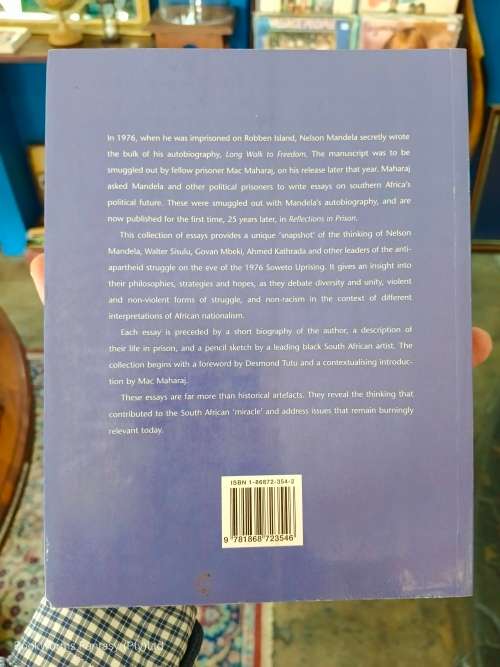 In 1976, when he was imprisoned on Robben Island, Nelson Mandela secretly wrote
the bulk of his autobiography, Long Walk to Freedom. The manuscript was to be
smuggled out by fellow prisoner Mac Maharaj, on his release later that year. Maharaj
asked Mandela and other political prisoners to write essays on southern Africa's
political future. These were smuggled out with Mandela's autobiography, and are
now published for the first time, 25 years later, in Reflections in Prison.
This collection of essays provides a unique 'snapshot' of the thinking of Nelson
Mandela, Walter Sisulu, Govan Mbeki, Ahmed Kathrada and other leaders of the anti-
apartheid struggle on the eve of the 1976 Soweto Uprising. It gives an insight into
their philosophies, strategies and hopes, as they debate diversity and unity, violent
and non-violent forms of struggle, and non-racism in the context of different
interpretations of African nationalism.
Each essay is preceded by a short biography of the author, a description of
their life in prison, and a pencil sketch by a leading black South African artist. The
collection begins with a foreword by Desmond Tutu and a contextualising introduc-
tion by Mac Maharaj.
These essays are far more than historical artefacts. They reveal the thinking that
contributed to the South African 'miracle' and address issues that remain burningly
relevant today.
ISBN 1-86872-354-2
9 781868 723546